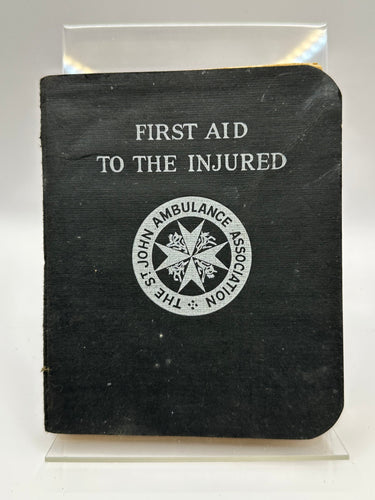 FIRST AID
TO THE INJURED
THE ST JOHN AMBULANCE ASSOCIATION